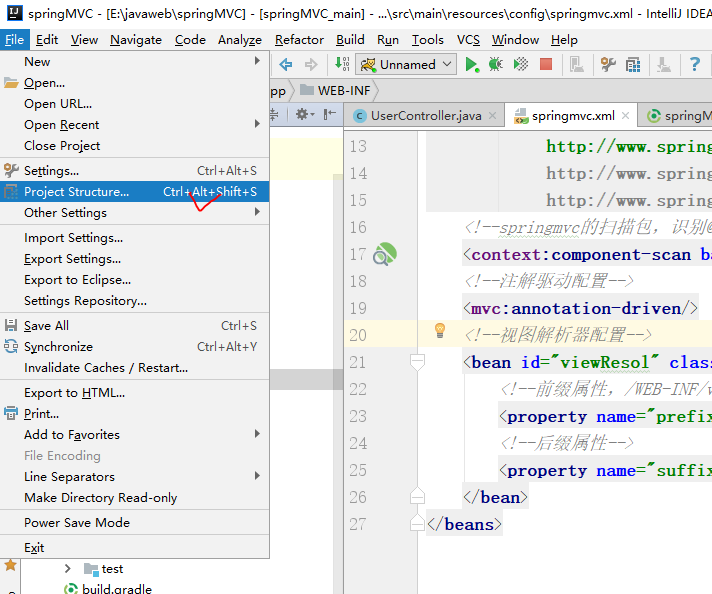 springMVC - [E:\javaweb\springMVC] - [springMVC_main] - ...\src\main\resources\config\springmvc.xml - IntelliJ IDEA
File Edit View Navigate Code Analyze Refactor Build Run Tools VCS Window Help
New
Open...
Open URL...
Open Recent
Close Project
Settings... Ctrl+Alt+S
Project Structure... Ctrl+Alt+Shift+S
Other Settings
Import Settings...
Export Settings...
Export to Eclipse...
Settings Repository...
Save All Ctrl+S
Synchronize Ctrl+Alt+Y
Invalidate Caches / Restart...
Export to HTML...
Print...
Add to Favorites
File Encoding
Line Separators
Make Directory Read-only
Power Save Mode
Exit
test
build.gradle
Unnamed
pp WEB-INF
UserController.java springmvc.xml springM
13 http://www.spring
14 http://www.spring
15 http://www.spring
16 <!--springmvc的扫描包，识别@
17 <context:component-scan ba
18 <!--注解驱动配置-->
19 <mvc:annotation-driven/>
20 <!--视图解析器配置-->
21 <bean id="viewResol" clas
22 <!--前缀属性，/WEB-INF/v
23 <property name="prefix
24 <!--后缀属性-->
25 <property name="suffix
26 </bean>
27 </beans>